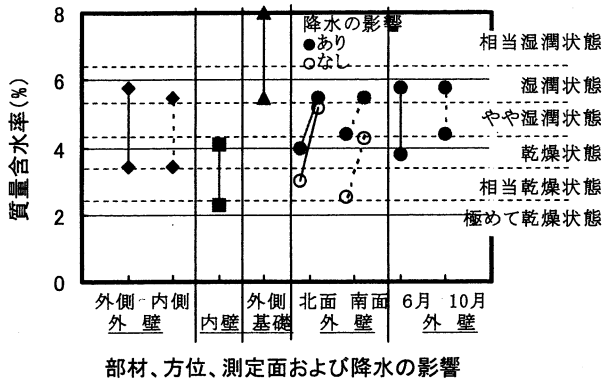 降水の影響
●あり
○なし
8
6
4
2
0
質量含水率(%)
相当湿潤状態
湿潤状態
やや湿潤状態
乾燥状態
相当乾燥状態
極めて乾燥状態
外側 内側 外側 北面 南面 6月 10月
外 壁 内壁 基礎 外 壁 外 壁
部材、方位、測定面および降水の影響